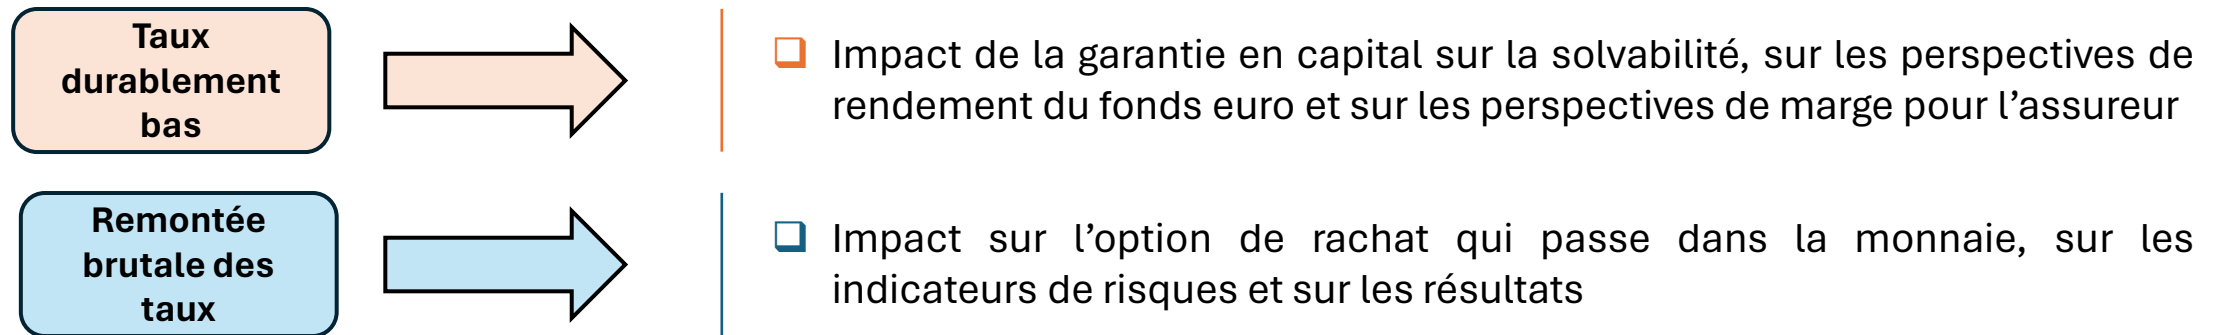 Taux
durablement
bas
Impact de la garantie en capital sur la solvabilité, sur les perspectives de
rendement du fonds euro et sur les perspectives de marge pour l’assureur
Remontée
brutale des
taux
Impact sur l’option de rachat qui passe dans la monnaie, sur les
indicateurs de risques et sur les résultats